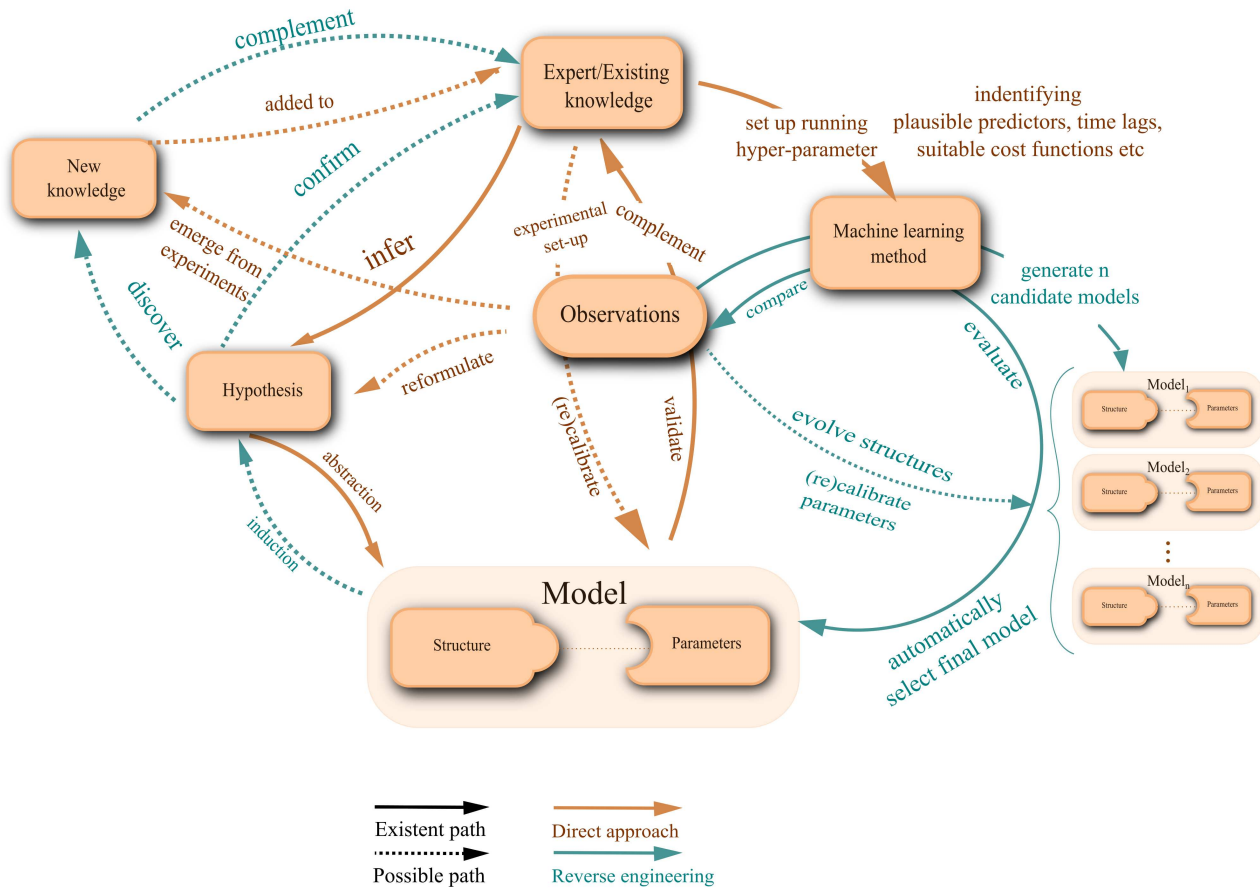 complement
added to
New
knowledge
confirm
Expert/Existing
knowledge
set up running
hyper-parameter
indentifying
plausible predictors, time lags,
suitable cost functions etc
emerge from
experiments
infer
experimental
set-up
complement
Machine learning
method
discover
Observations
compare
generate n
candidate models
evaluate
Hypothesis
reformulate
(re)calibrate
validate
evolve structures
(re)calibrate
parameters
abstraction
induction
Model1
Structure
Parameters
Model2
Structure
Parameters
Modeln
Structure
Parameters
Model
Structure
Parameters
automatically
select final model
Existent path
Direct approach
Possible path
Reverse engineering